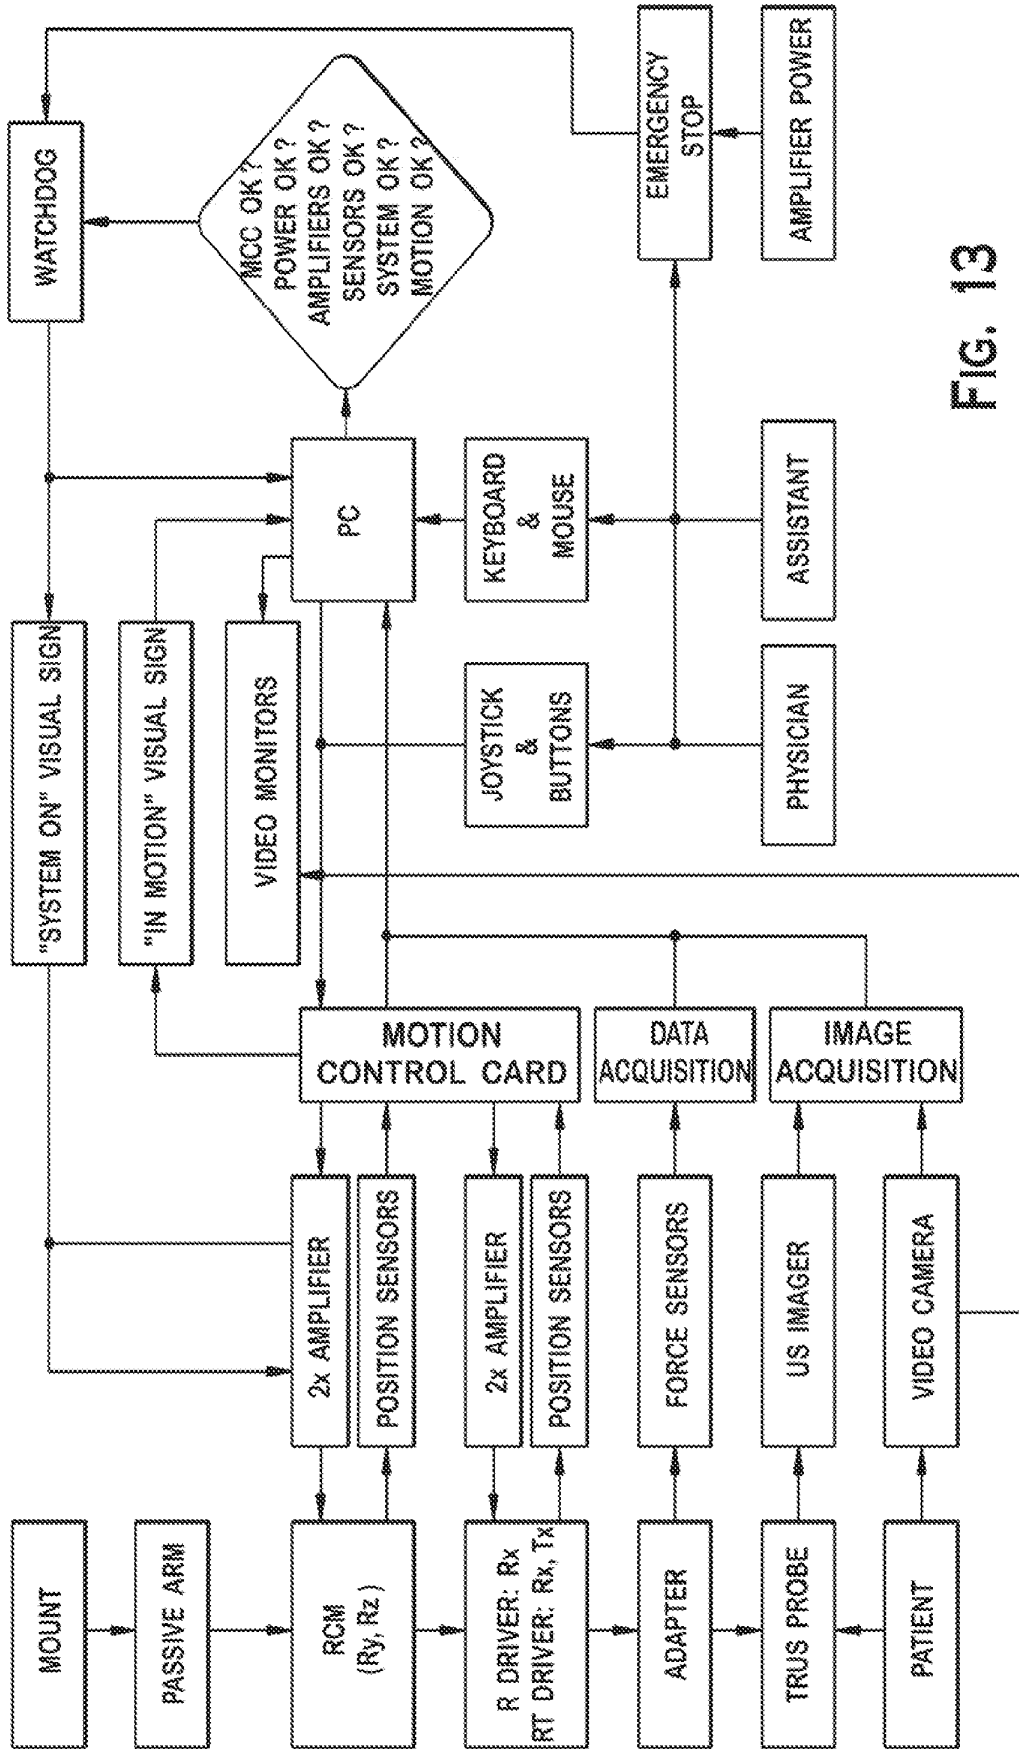 MOUNT
PASSIVE ARM
RCM
(Ry, Rz)
R DRIVER: Rx
RT DRIVER: Rx, Tx
ADAPTER
TRUS PROBE
PATIENT
2x AMPLIFIER
POSITION SENSORS
2x AMPLIFIER
POSITION SENSORS
FORCE SENSORS
US IMAGER
VIDEO CAMERA
MOTION
CONTROL CARD
DATA
ACQUISITION
IMAGE
ACQUISITION
"SYSTEM ON" VISUAL SIGN
"IN MOTION" VISUAL SIGN
VIDEO MONITORS
JOYSTICK
&
BUTTONS
PHYSICIAN
PC
KEYBOARD
&
MOUSE
ASSISTANT
WATCHDOG
MCC OK?
POWER OK?
AMPLIFIERS OK?
SENSORS OK?
SYSTEM OK?
MOTION OK?
EMERGENCY
STOP
AMPLIFIER POWER
FIG. 13